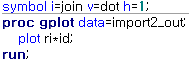 symbol i=join v=dot h=1;
proc gplot data=import2_out;
plot ri*id;
run;